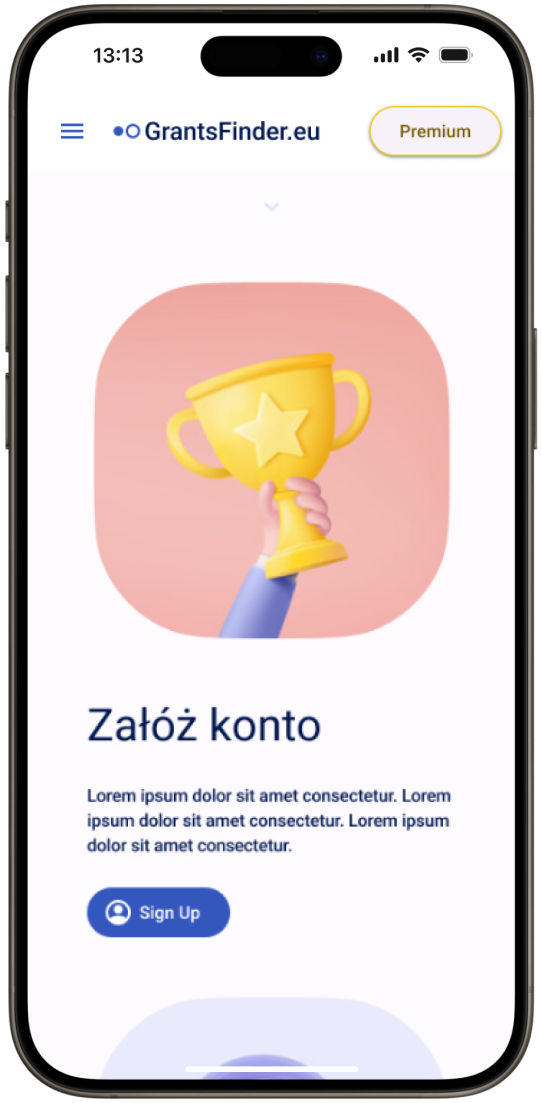 13:13
GrantsFinder.eu
Premium
Załóż konto
Lorem ipsum dolor sit amet consectetur. Lorem
ipsum dolor sit amet consectetur. Lorem ipsum
dolor sit amet consectetur.
Sign Up